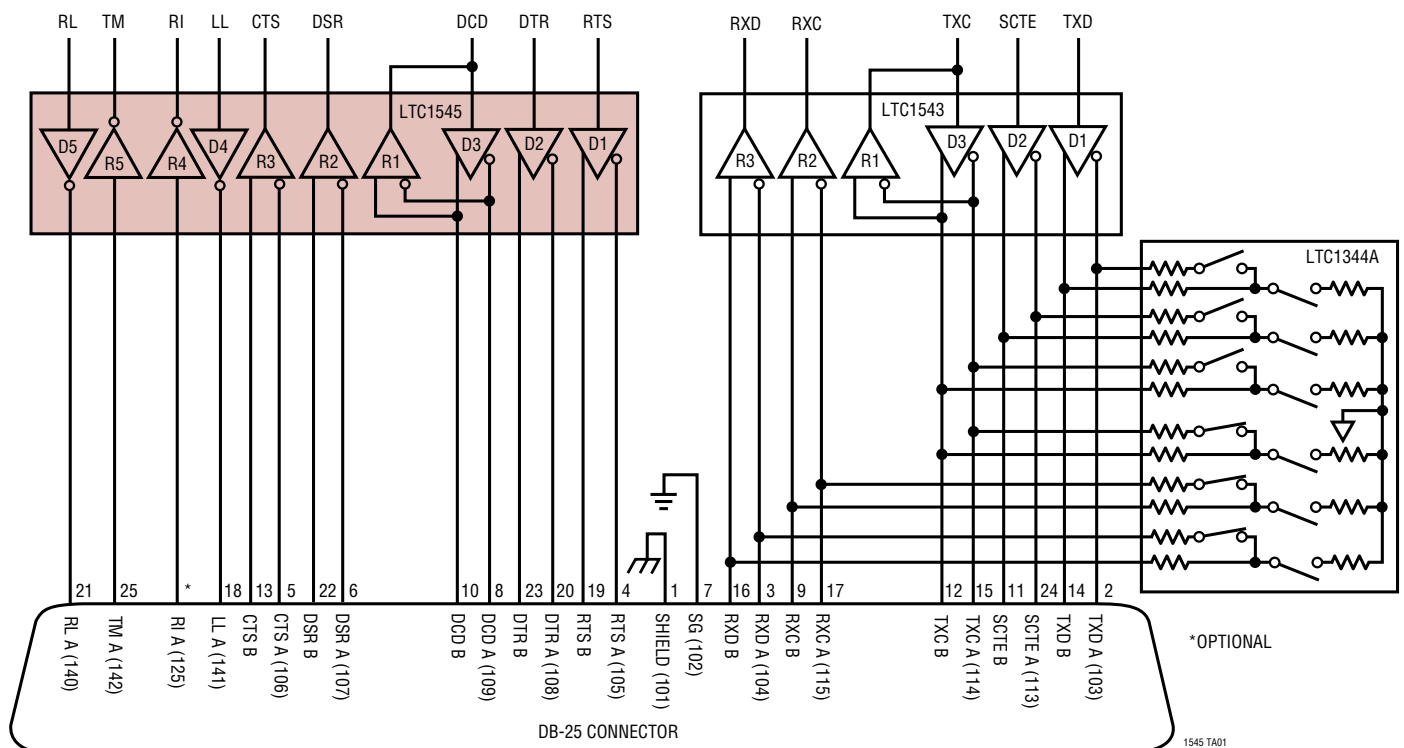 RL TM RI LL CTS DSR DCD DTR RTS RXD RXC TXC SCTE TXD
LTC1545 LTC1543
D5 R5 R4 D4 R3 R2 R1 D3 D2 D1 R3 R2 R1 D3 D2 D1
LTC1344A
21 25 * 18 13 5 22 6 10 8 23 20 19 4 1 7 16 3 9 17 12 15 11 24 14 2
RL A (140)
TM A (142)
RI A (125)
LL A (141)
CTS B
CTS A (106)
DSR B
DSR A (107)
DCD B
DCD A (109)
DTR B
DTR A (108)
RTS B
RTS A (105)
SHIELD (101)
SG (102)
RXD B
RXD A (104)
RXC B
RXC A (115)
TXC B
TXC A (114)
SCTE B
SCTE A (113)
TXD B
TXD A (103)
*OPTIONAL
DB-25 CONNECTOR
1545 TA01